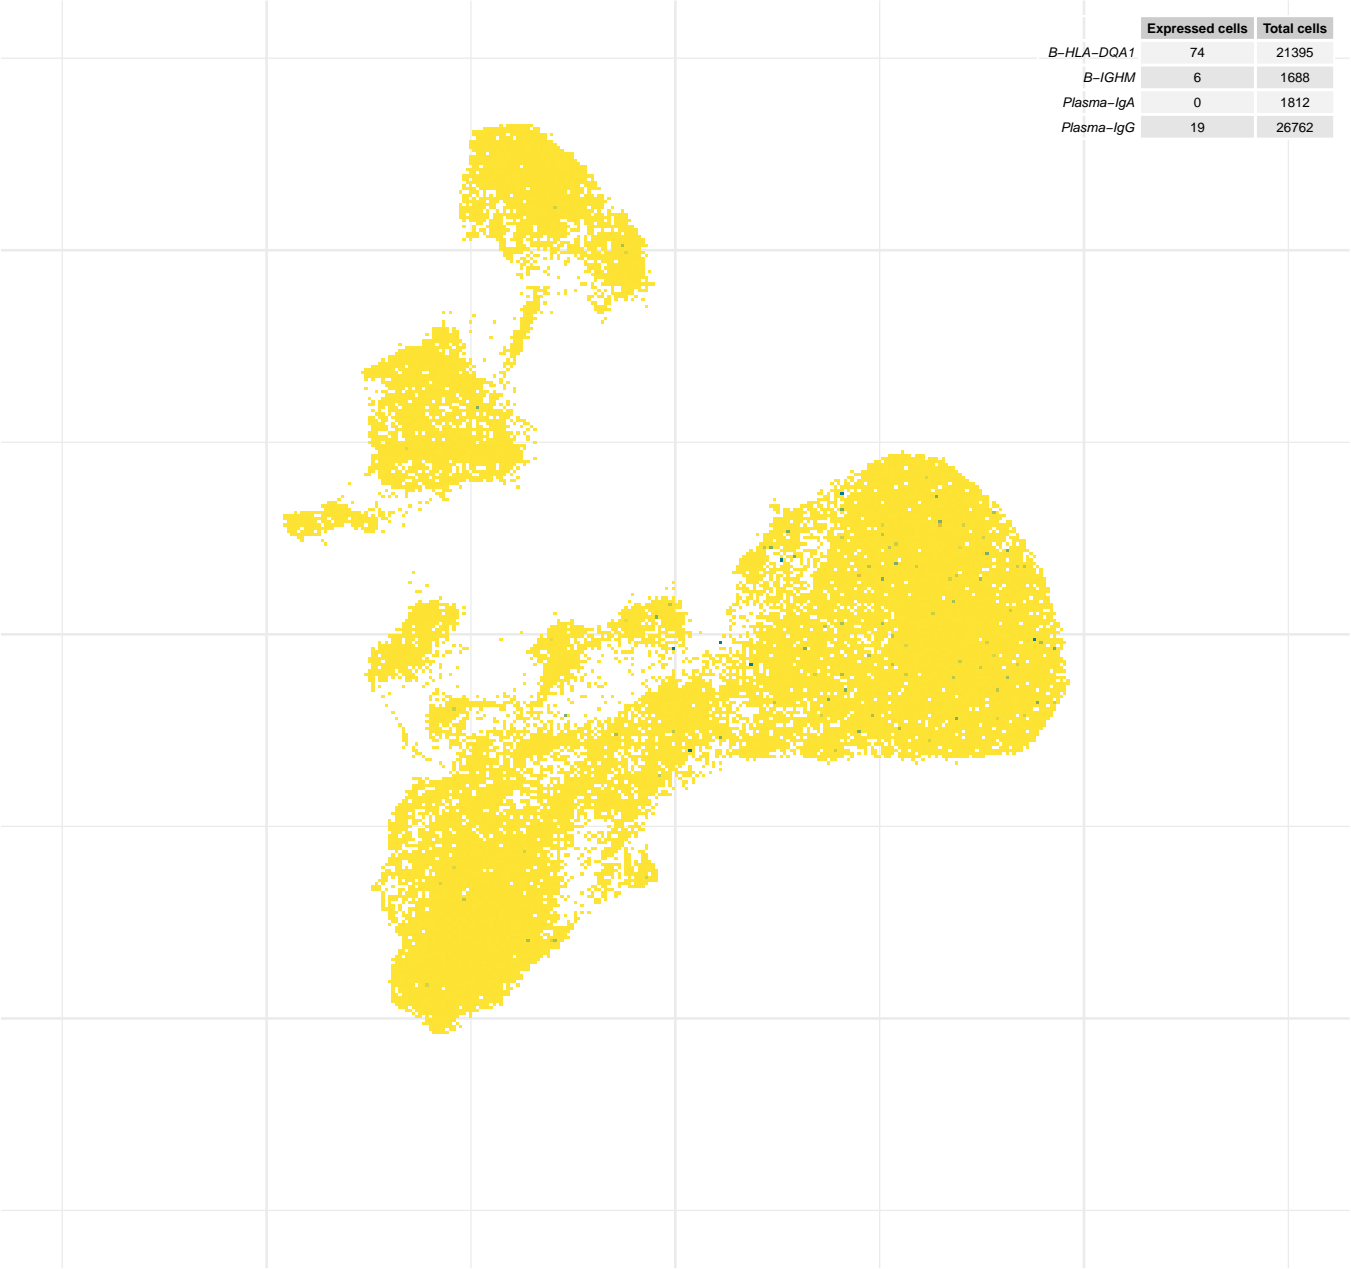 Expressed cells Total cells
B−HLA−DQA1 74 21395
B−IGHM 6 1688
Plasma−IgA 0 1812
Plasma−IgG 19 26762